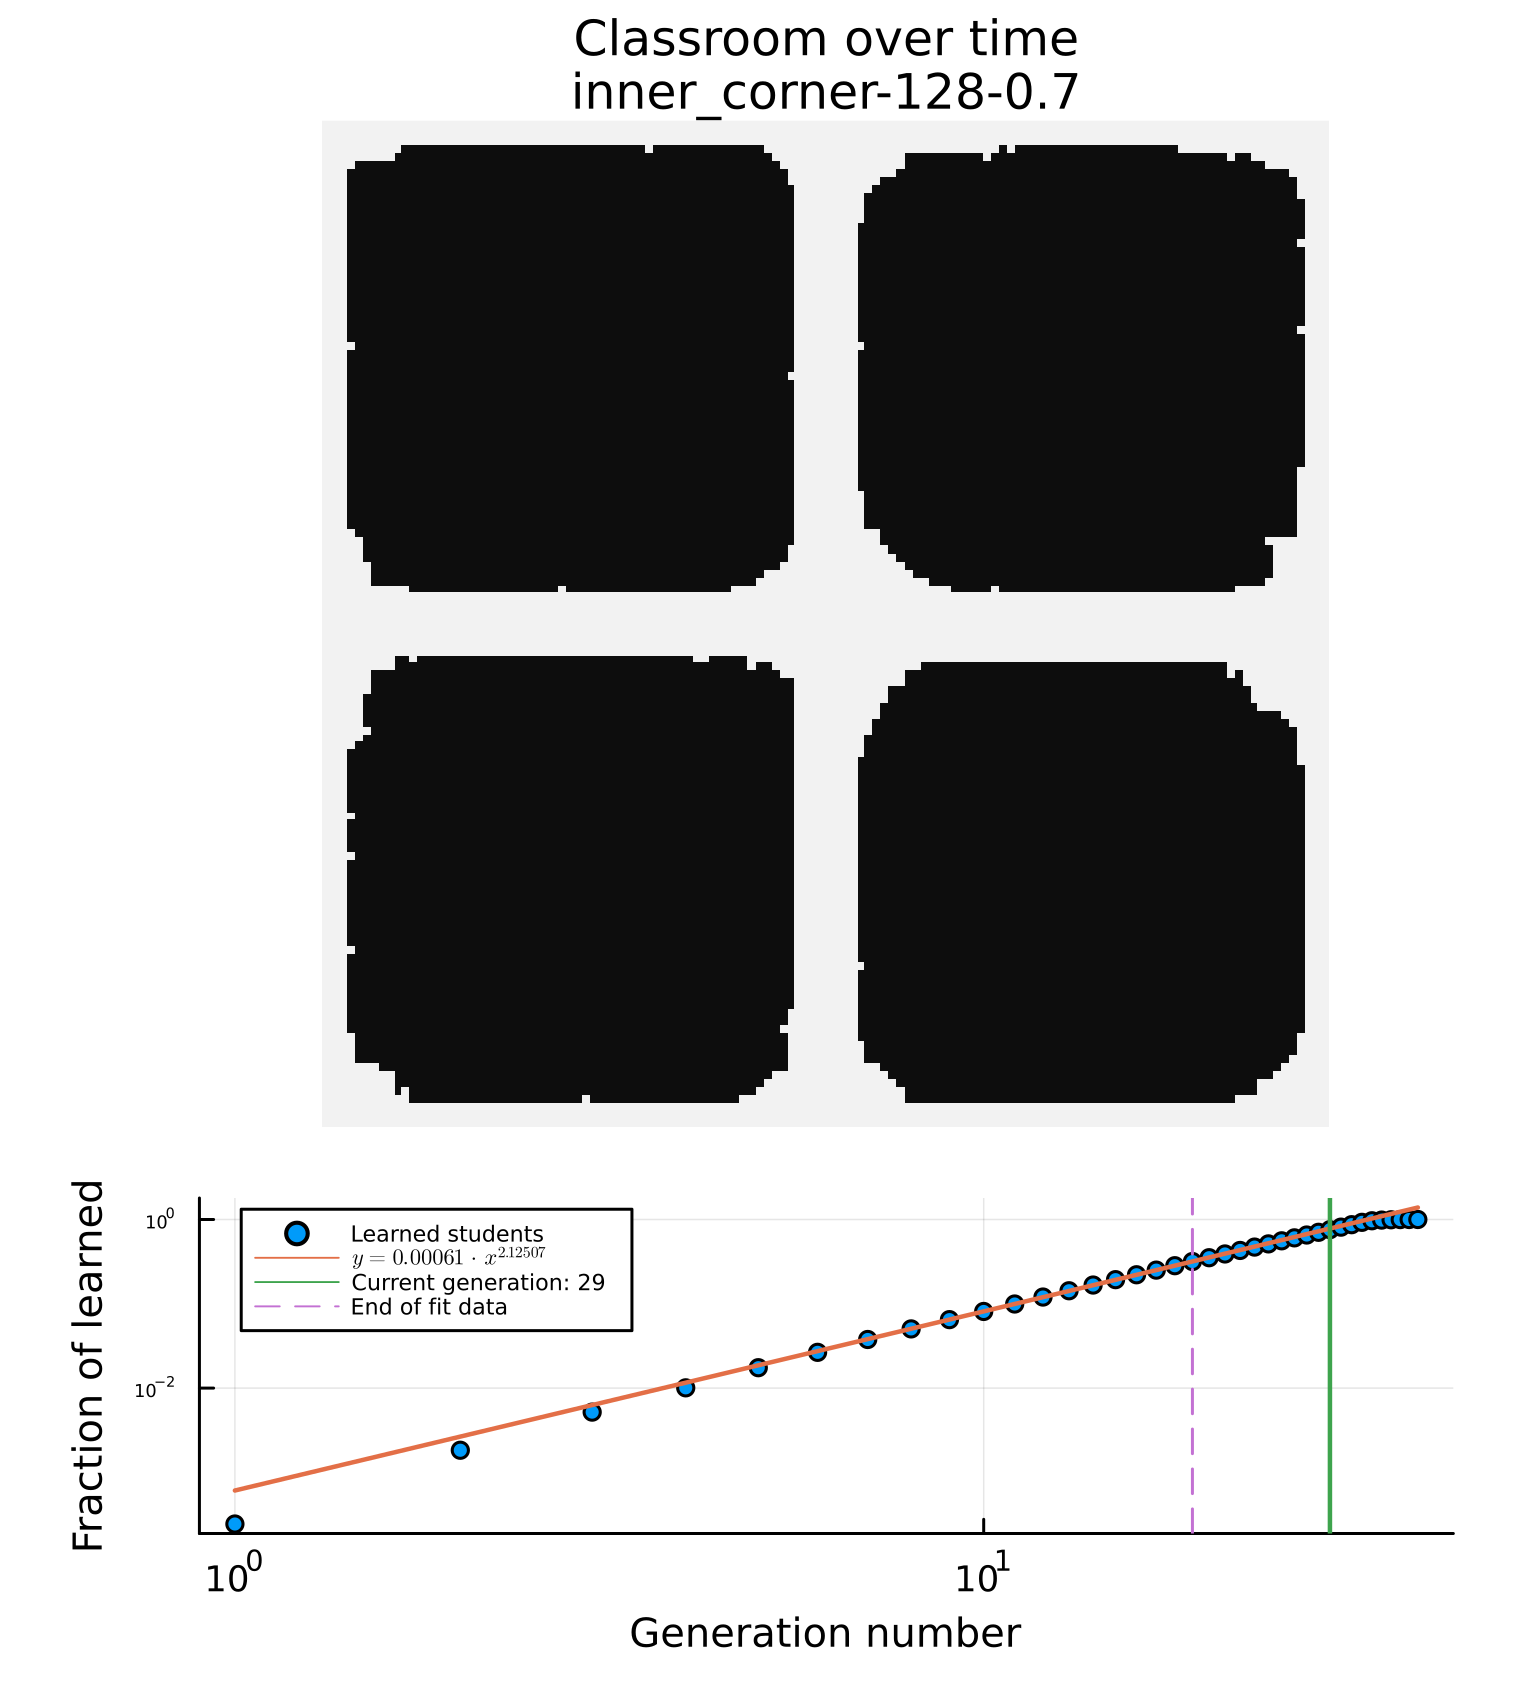 Classroom over time
inner_corner-128-0.7
Fraction of learned
10^0
10^−2
Learned students
y = 0.00061 · x^2.12507
Current generation: 29
End of fit data
10^0
10^1
Generation number